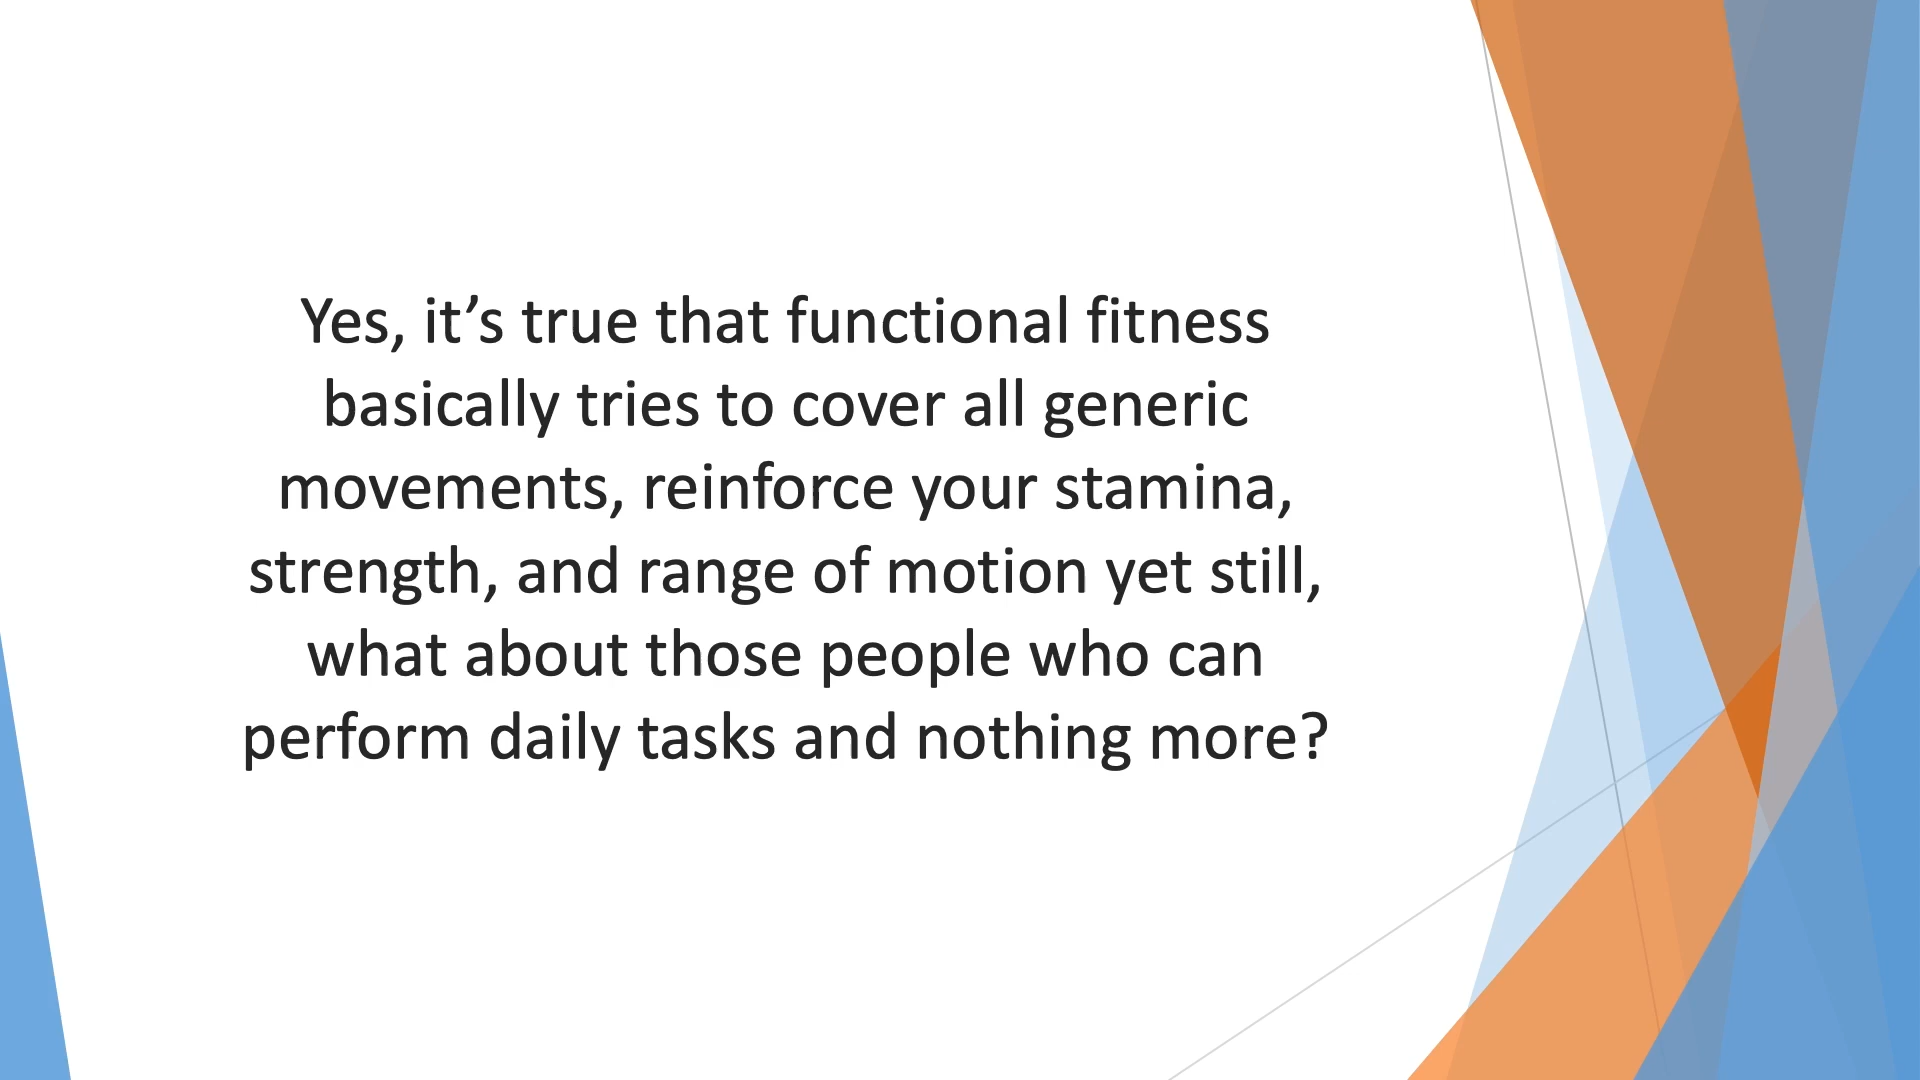 Yes, it’s true that functional fitness
basically tries to cover all generic
movements, reinforce your stamina,
strength, and range of motion yet still,
what about those people who can
perform daily tasks and nothing more?